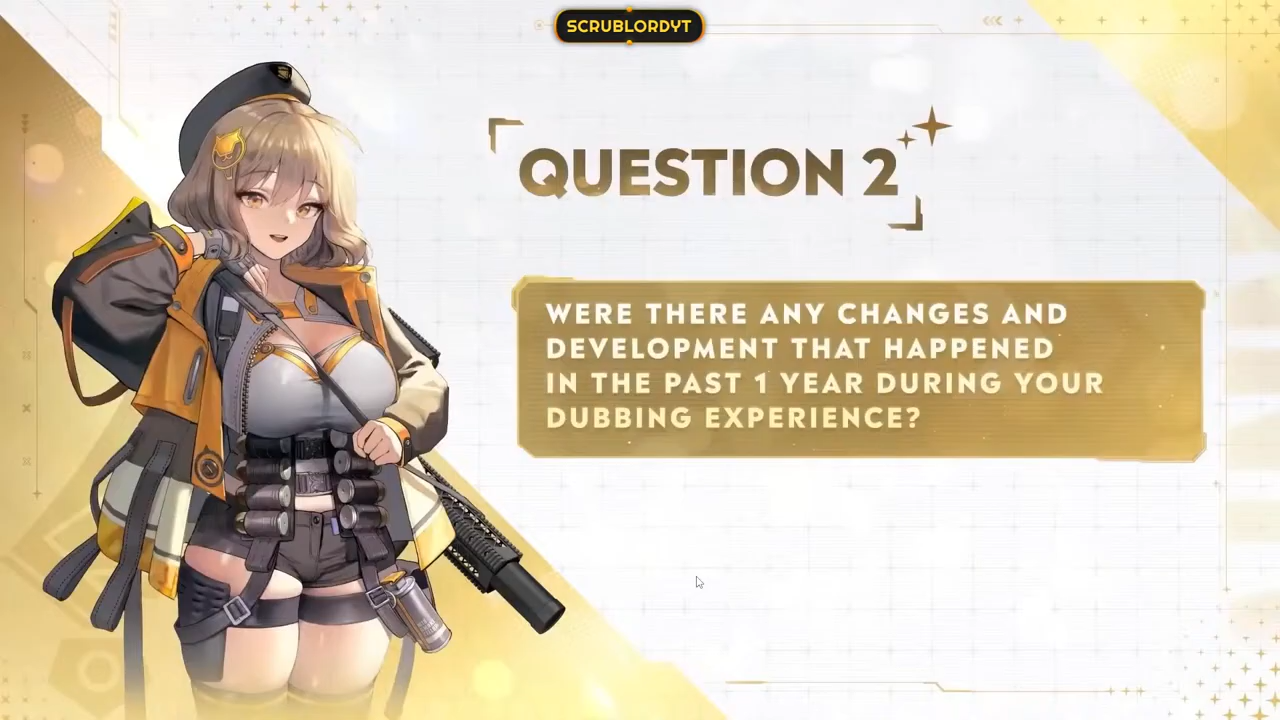 SCRUBLORDYT
QUESTION 2
WERE THERE ANY CHANGES AND
DEVELOPMENT THAT HAPPENED
IN THE PAST 1 YEAR DURING YOUR
DUBBING EXPERIENCE?